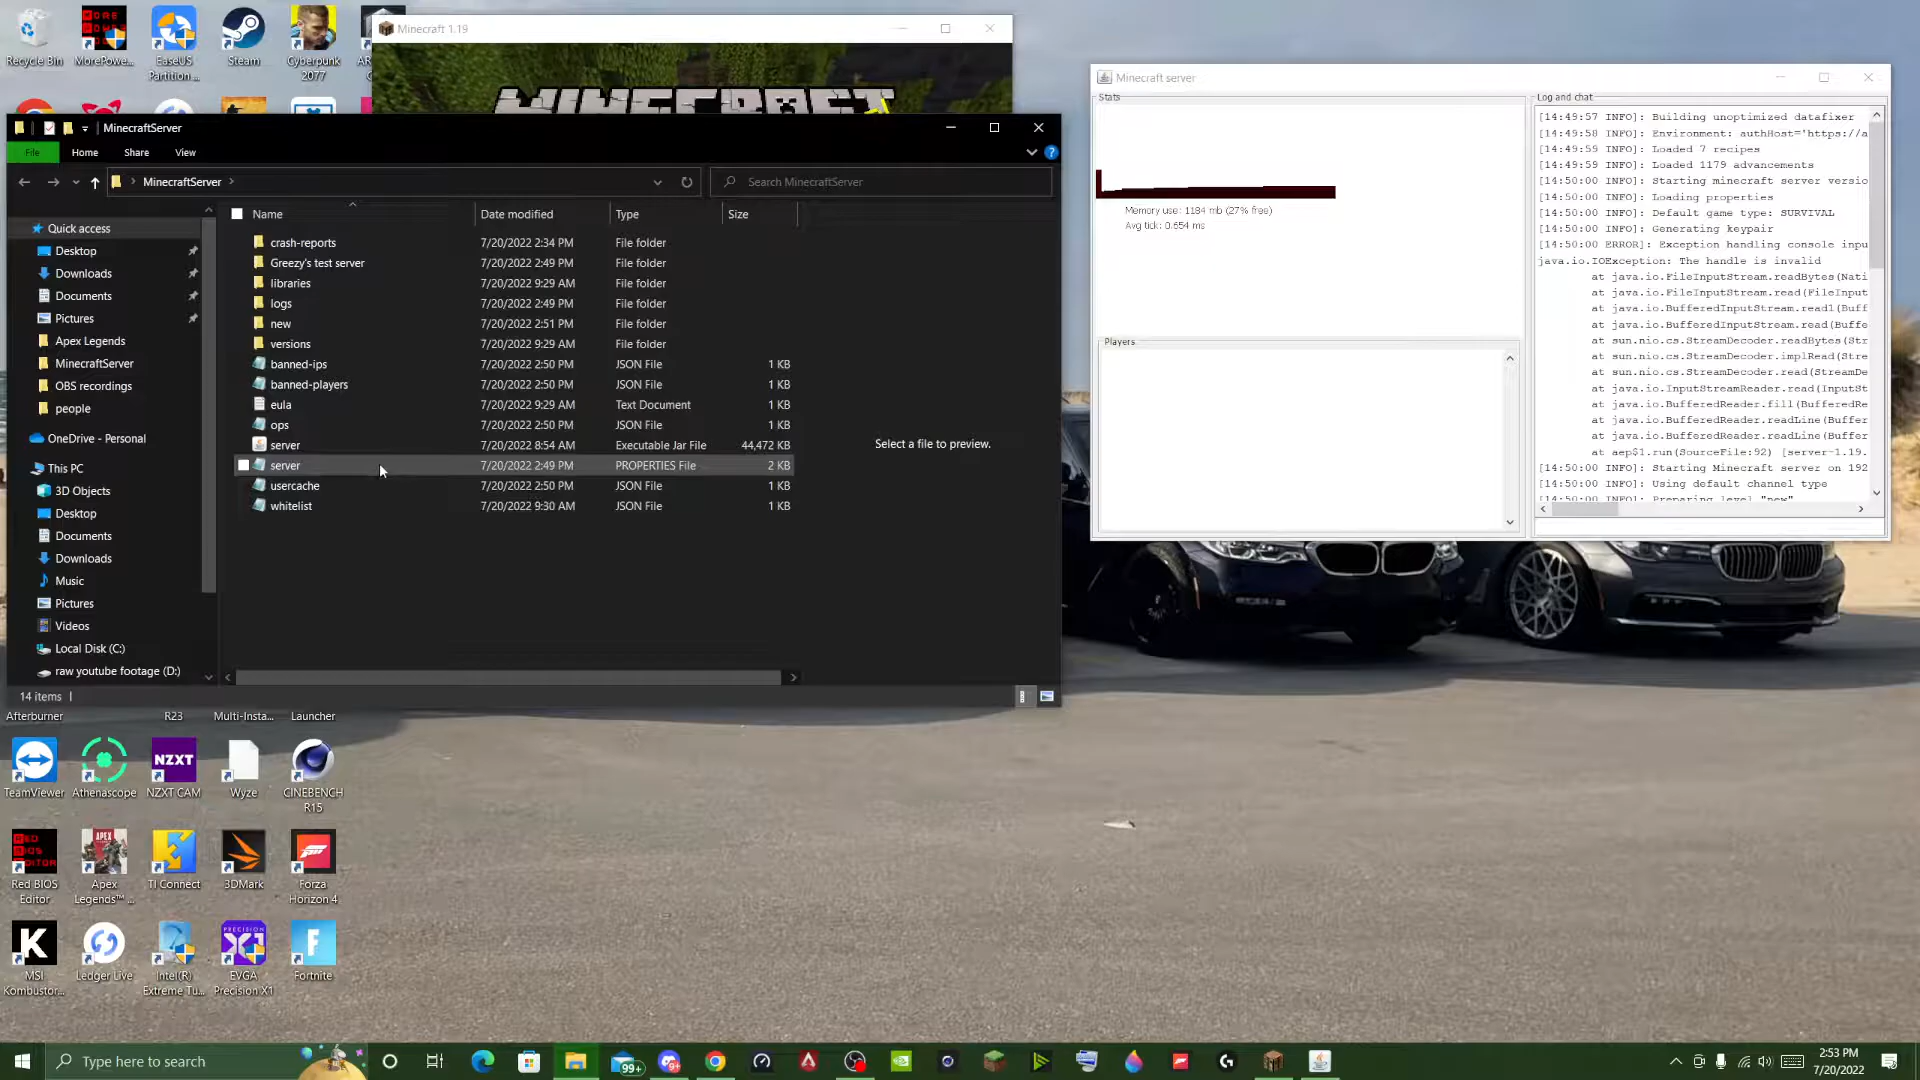 Recycle Bin
MorePowe...
EaseUS
Partition ...
Steam
Cyberpunk
2077
Minecraft 1.19
MINECRAFT
MinecraftServer
File
Home
Share
View
MinecraftServer
Search MinecraftServer
Name
Date modified
Type
Size
Quick access
Desktop
Downloads
Documents
Pictures
Apex Legends
MinecraftServer
OBS recordings
people
OneDrive - Personal
This PC
3D Objects
Desktop
Documents
Downloads
Music
Pictures
Videos
Local Disk (C:)
raw youtube footage (D:)
crash-reports 7/20/2022 2:34 PM File folder
Greezy's test server 7/20/2022 2:49 PM File folder
libraries 7/20/2022 9:29 AM File folder
logs 7/20/2022 2:49 PM File folder
new 7/20/2022 2:51 PM File folder
versions 7/20/2022 9:29 AM File folder
banned-ips 7/20/2022 2:50 PM JSON File 1 KB
banned-players 7/20/2022 2:50 PM JSON File 1 KB
eula 7/20/2022 9:29 AM Text Document 1 KB
ops 7/20/2022 2:50 PM JSON File 1 KB
server 7/20/2022 8:54 AM Executable Jar File 44,472 KB
server 7/20/2022 2:49 PM PROPERTIES File 2 KB
usercache 7/20/2022 2:50 PM JSON File 1 KB
whitelist 7/20/2022 9:30 AM JSON File 1 KB
Select a file to preview.
14 items
Minecraft server
Stats
Memory use: 1184 mb (27% free)
Avg tick: 0.654 ms
Players
Log and chat
[14:49:57 INFO]: Building unoptimized datafixer
[14:49:58 INFO]: Environment: authHost='https://a
[14:49:59 INFO]: Loaded 7 recipes
[14:49:59 INFO]: Loaded 1179 advancements
[14:50:00 INFO]: Starting minecraft server versio
[14:50:00 INFO]: Loading properties
[14:50:00 INFO]: Default game type: SURVIVAL
[14:50:00 INFO]: Generating keypair
[14:50:00 ERROR]: Exception handling console inpu
java.io.IOException: The handle is invalid
at java.io.FileInputStream.readBytes(Nati
at java.io.FileInputStream.read(FileInput
at java.io.BufferedInputStream.read1(Buff
at java.io.BufferedInputStream.read(Buffe
at sun.nio.cs.StreamDecoder.readBytes(Str
at sun.nio.cs.StreamDecoder.implRead(Stre
at sun.nio.cs.StreamDecoder.read(StreamDe
at java.io.InputStreamReader.read(InputSt
at java.io.BufferedReader.fill(BufferedRe
at java.io.BufferedReader.readLine(Buffer
at java.io.BufferedReader.readLine(Buffer
at aep$1.run(SourceFile:92) [server-1.19.
[14:50:00 INFO]: Starting Minecraft server on 192
[14:50:00 INFO]: Using default channel type
[14:50:00 INFO]: Preparing level "new"
Afterburner
R23
Multi-Insta...
Launcher
TeamViewer
Athenascope
NZXT
NZXT CAM
Wyze
CINEBENCH
R15
RED
BIOS
EDITOR
Red BIOS
Editor
APEX
Apex
Legends™ ...
TI Connect
3DMark
Forza
Horizon 4
MSI
Kombustor...
Ledger Live
Intel(R)
Extreme Tu...
PRECISION
X1
EVGA
Precision X1
Fortnite
Type here to search
99+
9+
2:53 PM
7/20/2022